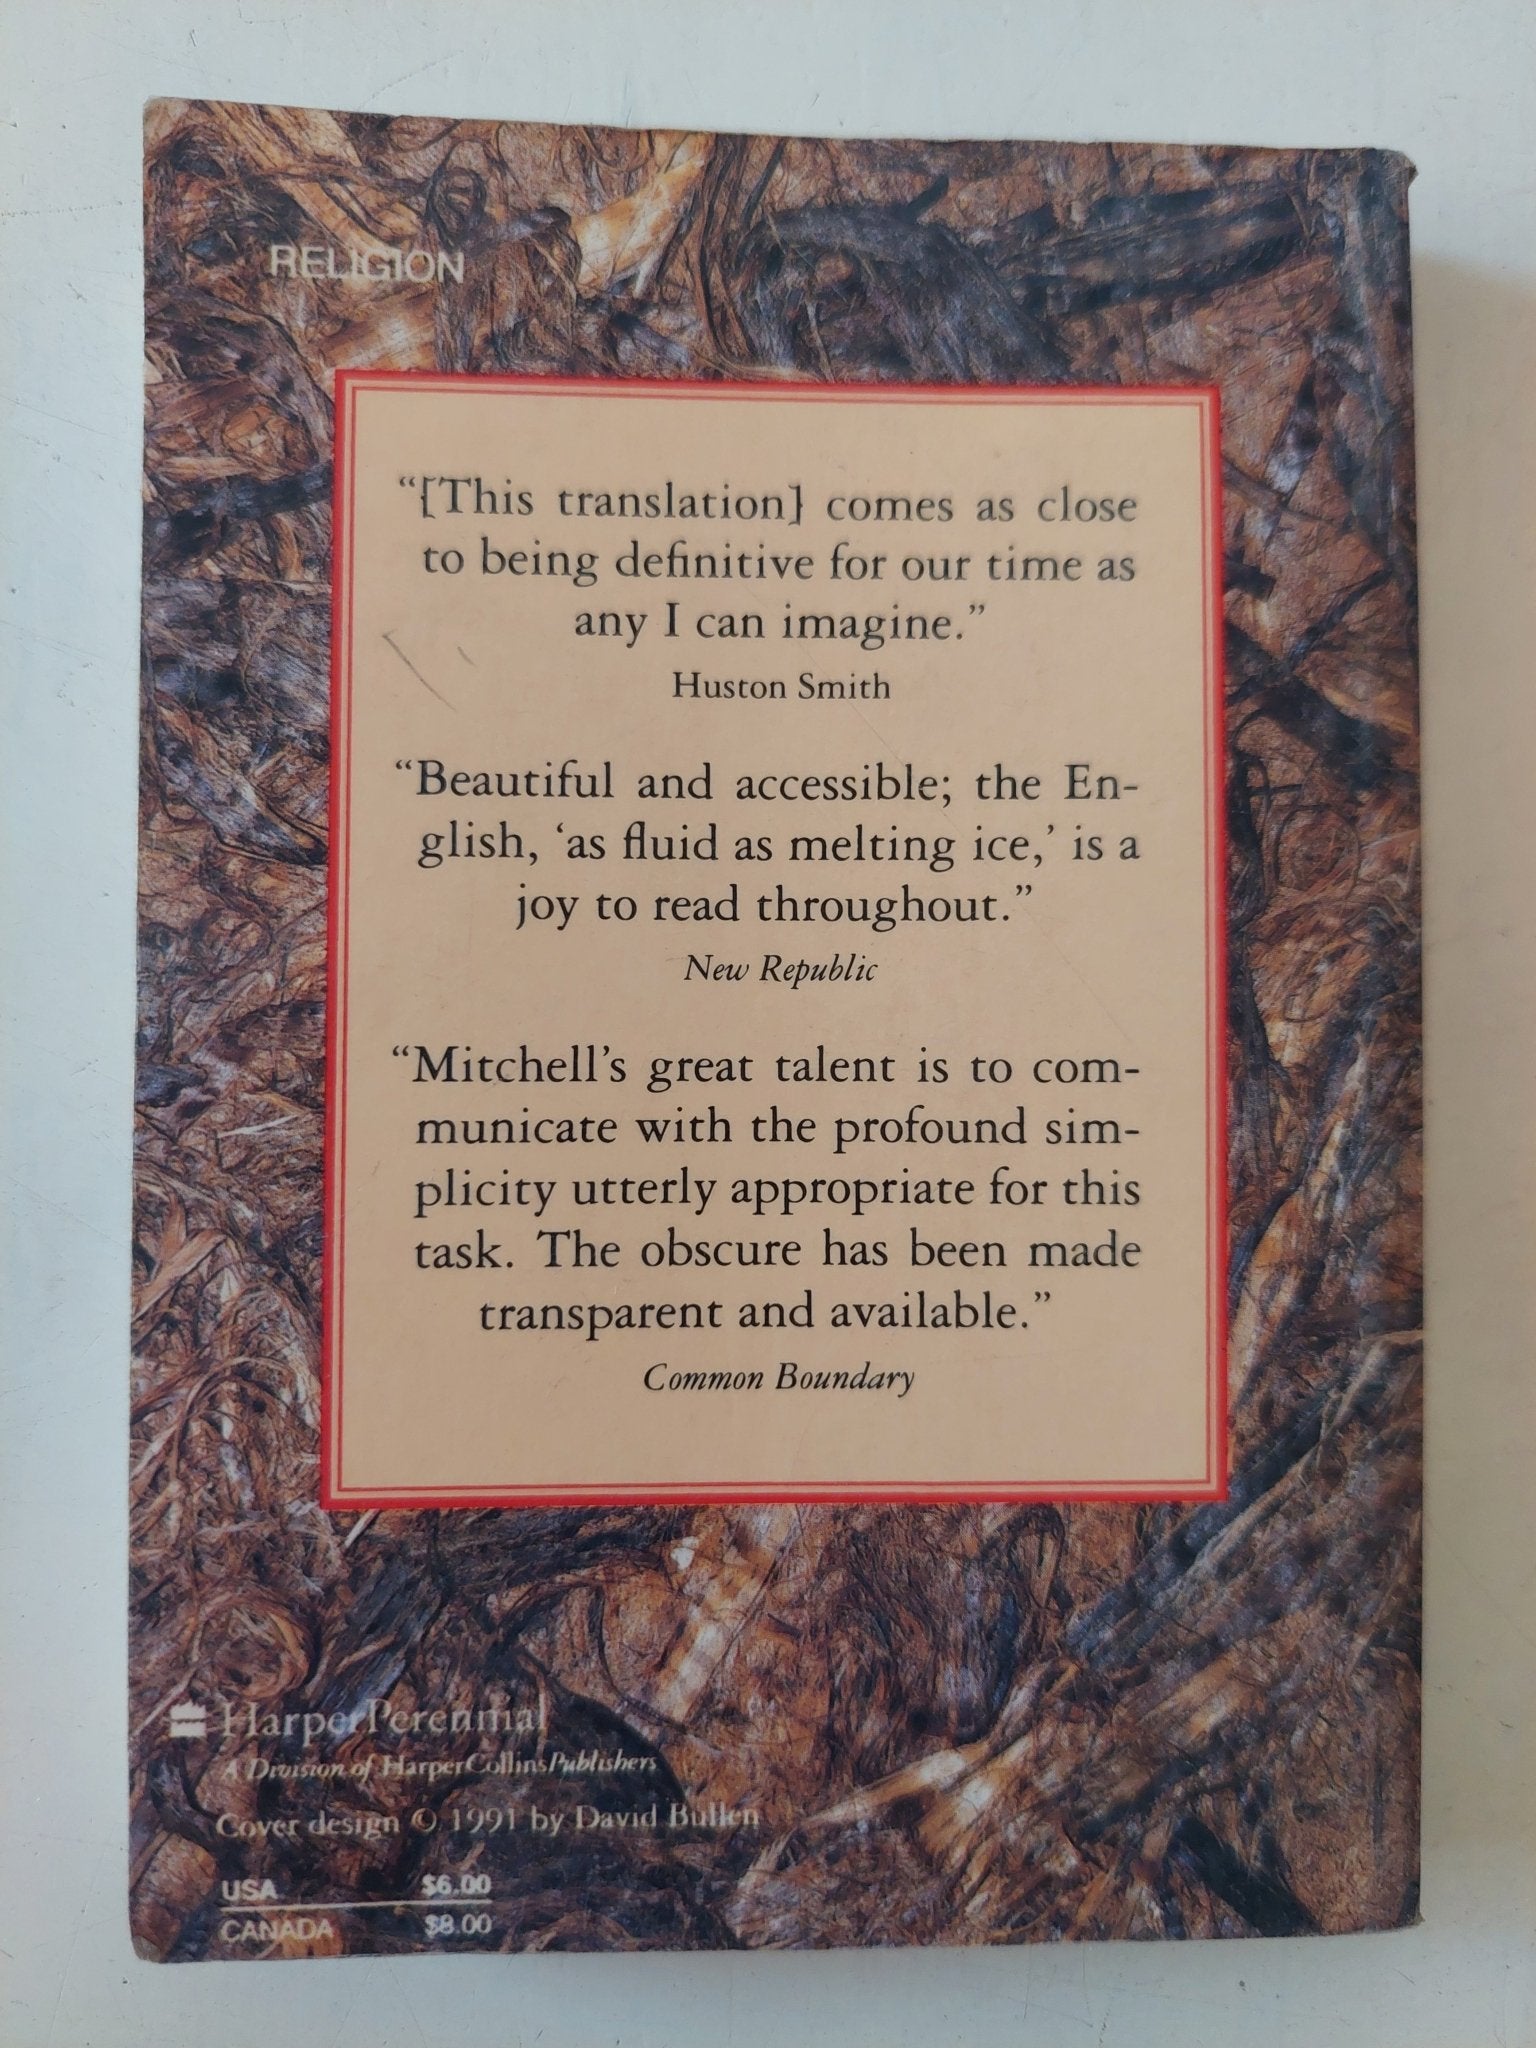 RELIGION
“[This translation] comes as close
to being definitive for our time as
any I can imagine.”
Huston Smith
“Beautiful and accessible; the En-
glish, ‘as fluid as melting ice,’ is a
joy to read throughout.”
New Republic
“Mitchell’s great talent is to com-
municate with the profound sim-
plicity utterly appropriate for this
task. The obscure has been made
transparent and available.”
Common Boundary
HarperPerennial
A Division of HarperCollinsPublishers
Cover design © 1991 by David Bullen
USA $6.00
CANADA $8.00